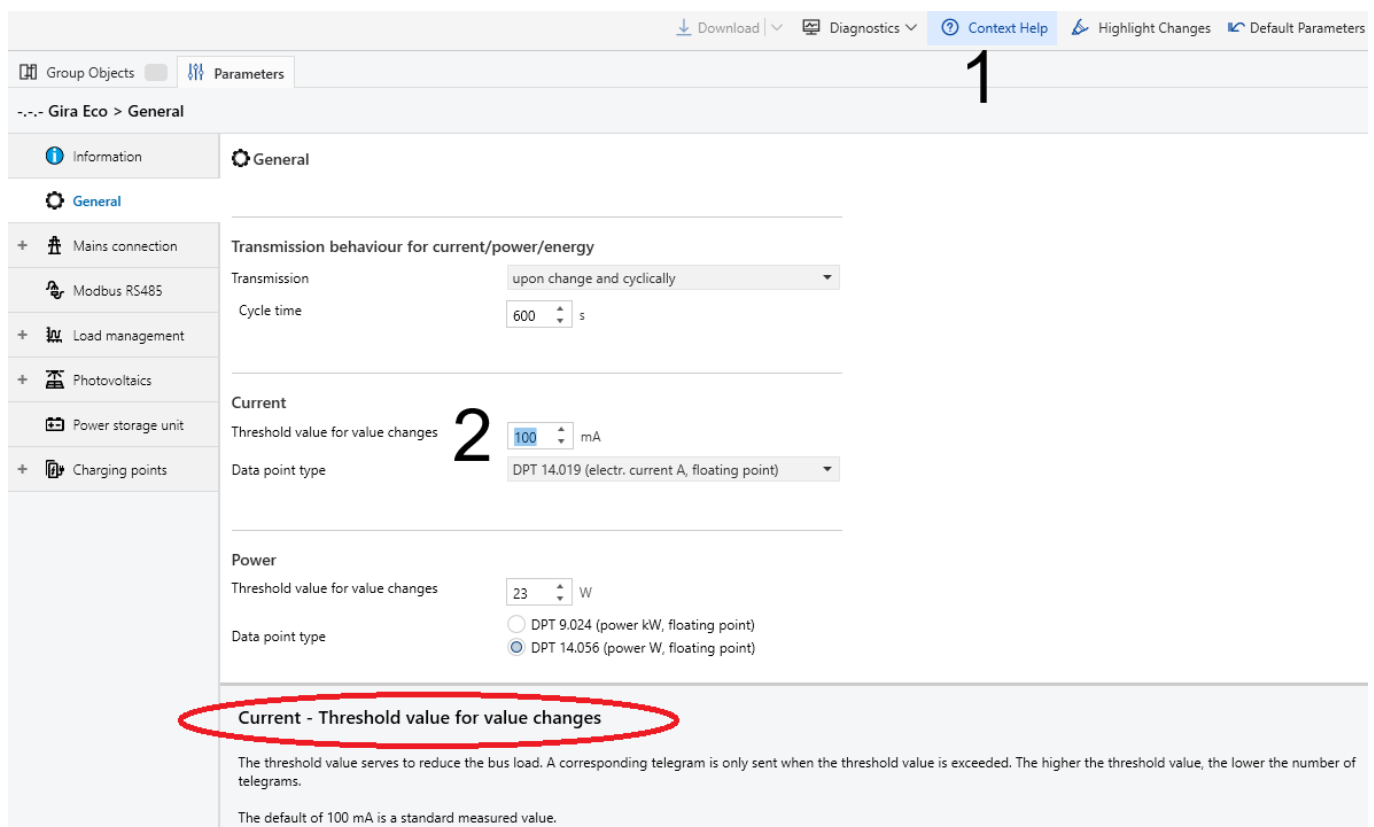 Download Diagnostics Context Help Highlight Changes Default Parameters
1
Group Objects Parameters
-.-.- Gira Eco > General
Information
General
Mains connection
Modbus RS485
Load management
Photovoltaics
Power storage unit
Charging points
General
Transmission behaviour for current/power/energy
Transmission upon change and cyclically
Cycle time 600 s
Current
2
Threshold value for value changes 100 mA
Data point type DPT 14.019 (electr. current A, floating point)
Power
Threshold value for value changes 23 W
Data point type
DPT 9.024 (power kW, floating point)
DPT 14.056 (power W, floating point)
Current - Threshold value for value changes
The threshold value serves to reduce the bus load. A corresponding telegram is only sent when the threshold value is exceeded. The higher the threshold value, the lower the number of
telegrams.
The default of 100 mA is a standard measured value.